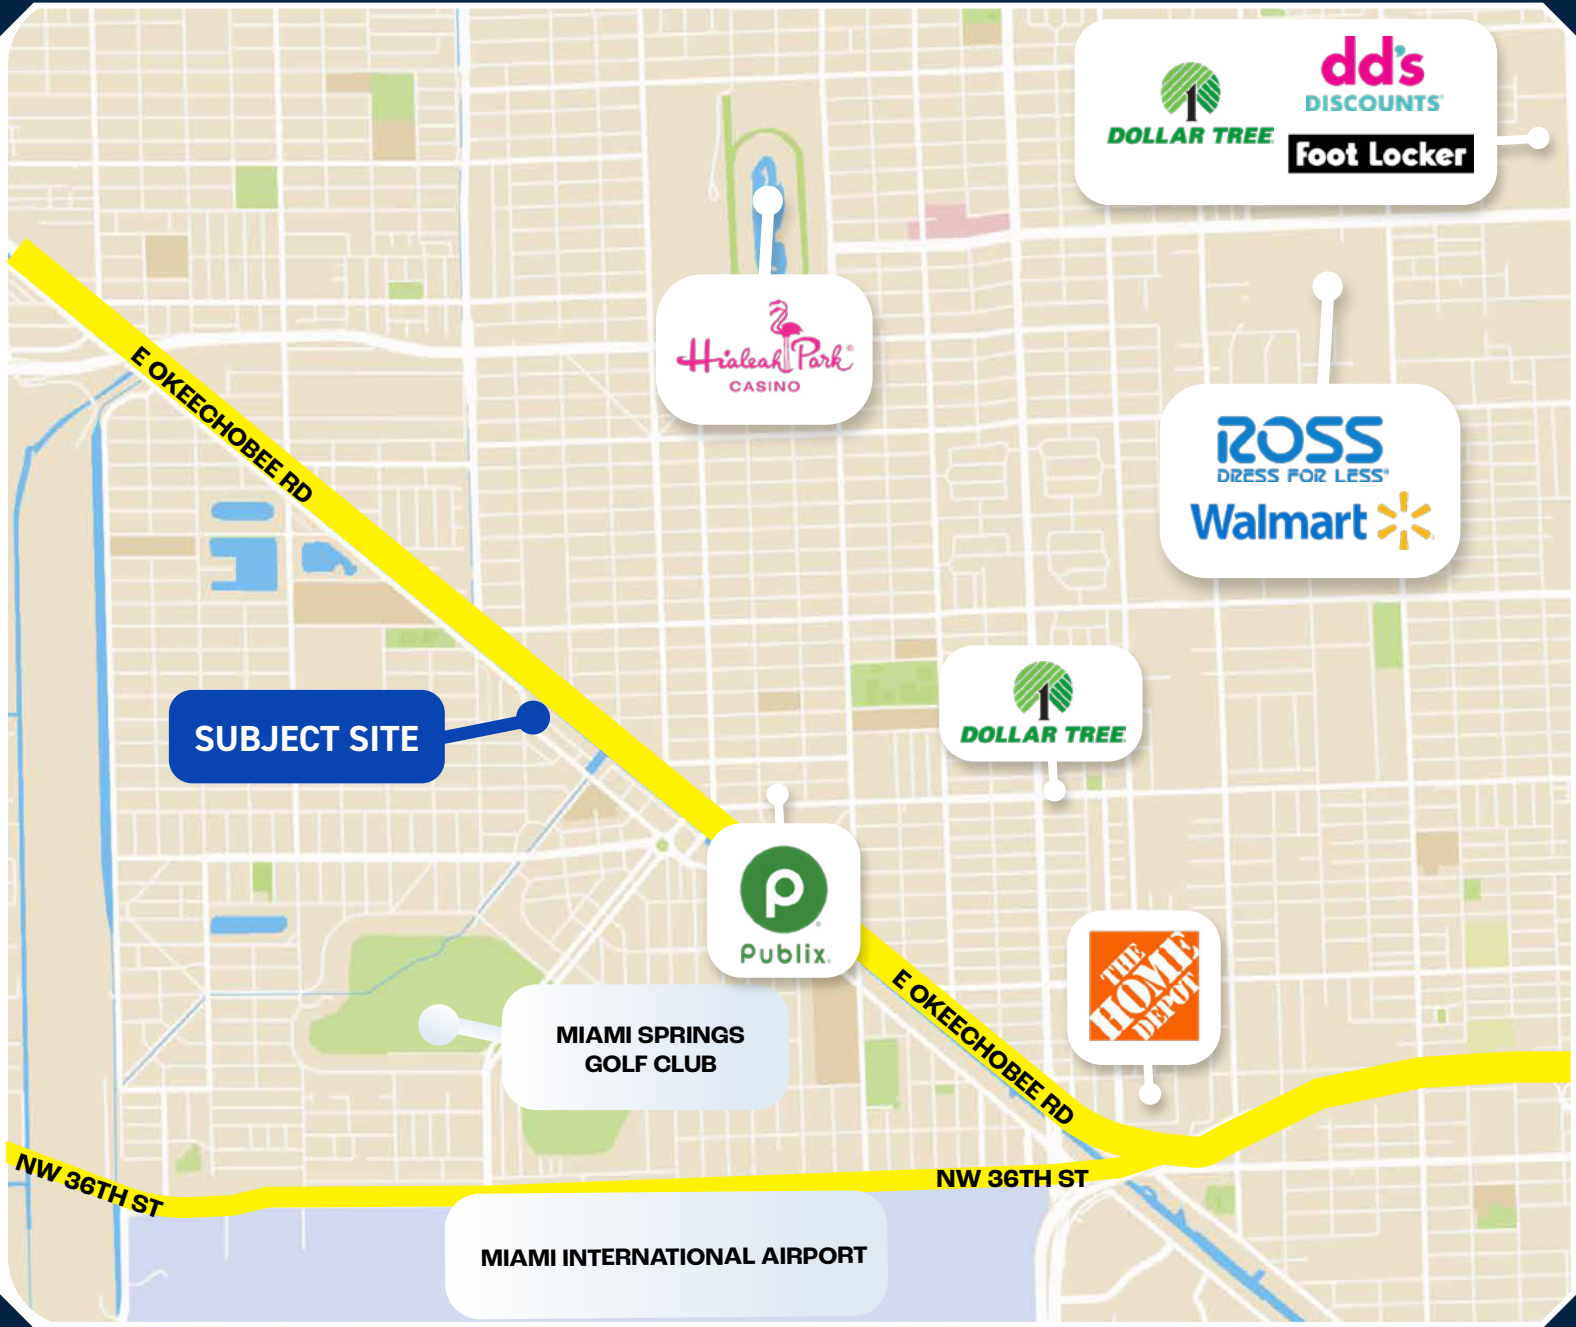 DOLLAR TREE
dd's
DISCOUNTS
Foot Locker
Hialeah Park
CASINO
E OKEECHOBEE RD
ROSS
DRESS FOR LESS
Walmart
SUBJECT SITE
DOLLAR TREE
Publix
THE
HOME
DEPOT
E OKEECHOBEE RD
MIAMI SPRINGS
GOLF CLUB
NW 36TH ST
NW 36TH ST
MIAMI INTERNATIONAL AIRPORT